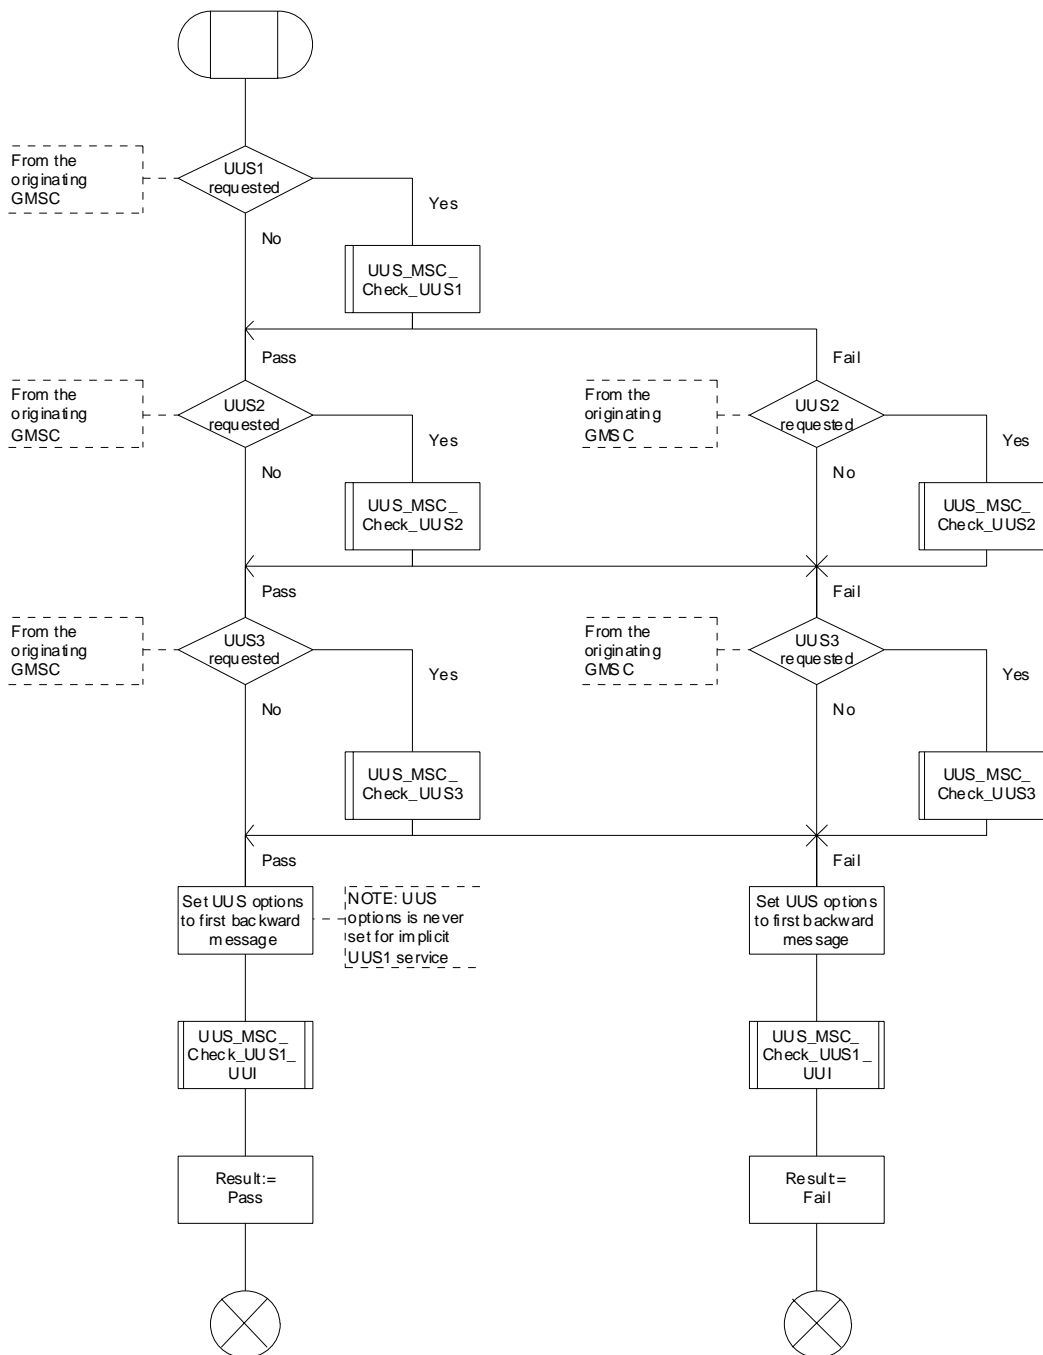 From the
originating
GMSC
UUS1
requested
Yes
No
UUS_MSC_
Check_UUS1
Pass
Fail
From the
originating
GMSC
UUS2
requested
Yes
From the
originating
GMSC
UUS2
requested
Yes
No
No
UUS_MSC_
Check_UUS2
UUS_MSC_
Check_UUS2
Pass
Fail
From the
originating
GMSC
UUS3
requested
Yes
From the
originating
GMSC
UUS3
requested
Yes
No
No
UUS_MSC_
Check_UUS3
UUS_MSC_
Check_UUS3
Pass
Fail
Set UUS options
to first backward
message
NOTE: UUS
options is never
set for implicit
UUS1 service
Set UUS options
to first backward
message
UUS_MSC_
Check_UUS1_
UUI
UUS_MSC_
Check_UUS1_
UUI
Result:=
Pass
Result:=
Fail